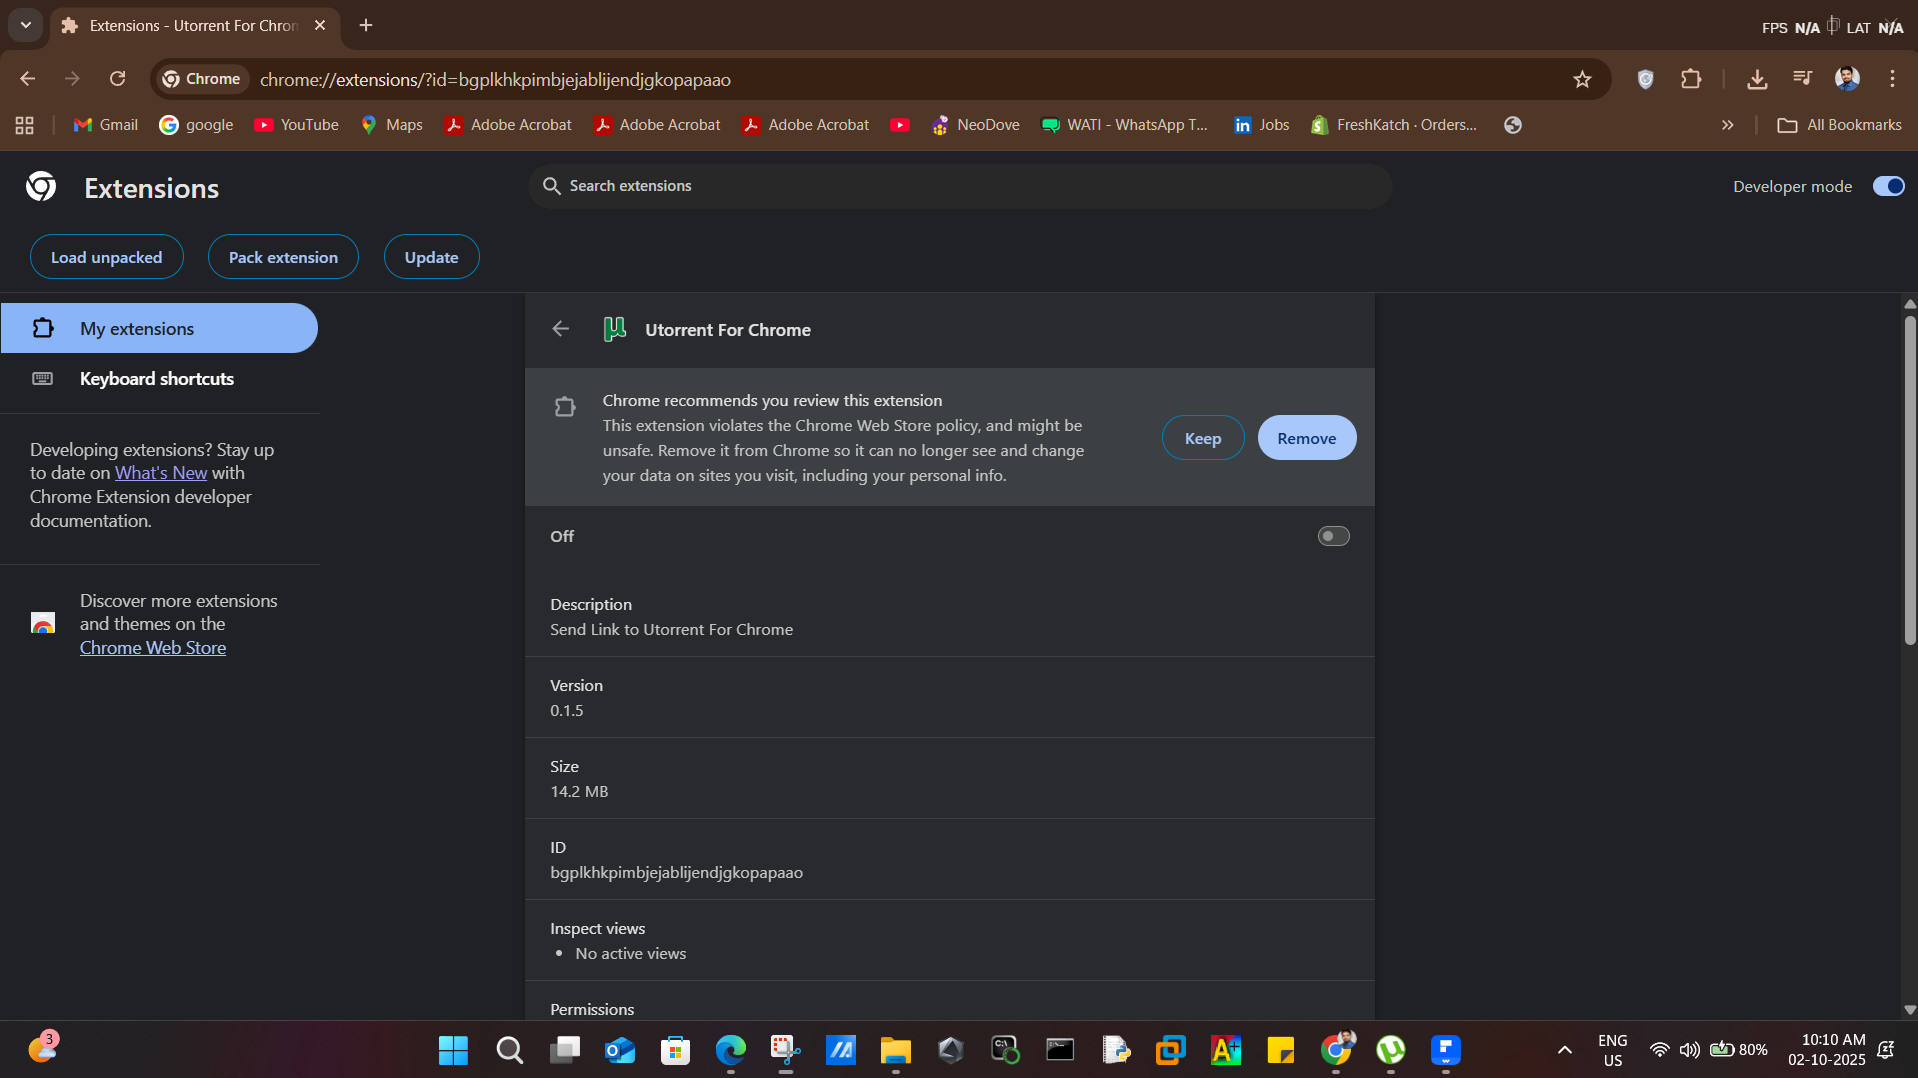 Extensions - Utorrent For Chron
FPS N/A LAT N/A
Chrome chrome://extensions/?id=bgplkhkpimbjejablijendjgkopapaao
Gmail google YouTube Maps Adobe Acrobat Adobe Acrobat Adobe Acrobat NeoDove WATI - WhatsApp T... Jobs FreshKatch · Orders... » All Bookmarks
Extensions
Search extensions
Developer mode
Load unpacked Pack extension Update
My extensions
Keyboard shortcuts
Developing extensions? Stay up
to date on What's New with
Chrome Extension developer
documentation.
Discover more extensions
and themes on the
Chrome Web Store
Utorrent For Chrome
Chrome recommends you review this extension
This extension violates the Chrome Web Store policy, and might be
unsafe. Remove it from Chrome so it can no longer see and change
your data on sites you visit, including your personal info.
Keep Remove
Off
Description
Send Link to Utorrent For Chrome
Version
0.1.5
Size
14.2 MB
ID
bgplkhkpimbjejablijendjgkopapaao
Inspect views
• No active views
Permissions
3
ENG
US
80%
10:10 AM
02-10-2025